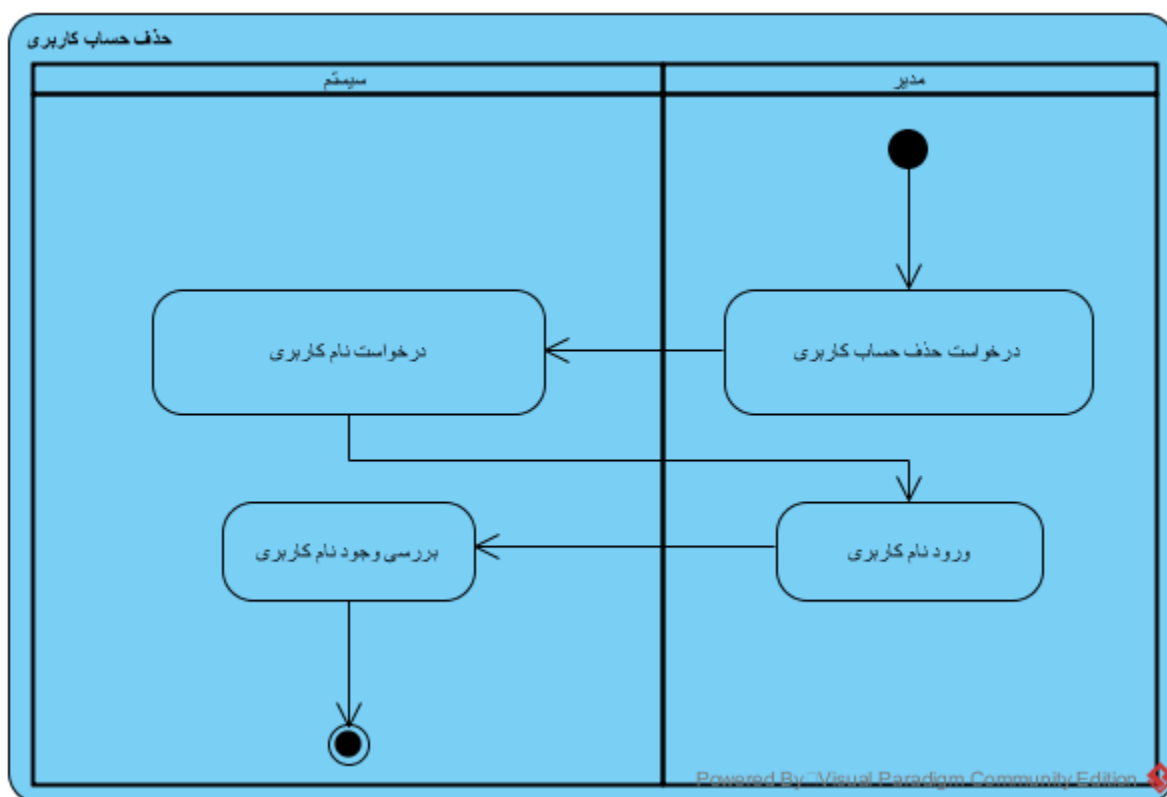 حذف حساب کاربری
مدیر
سیستم
درخواست حذف حساب کاربری
درخواست نام کاربری
ورود نام کاربری
بررسی وجود نام کاربری
Powered By Visual Paradigm Community Edition